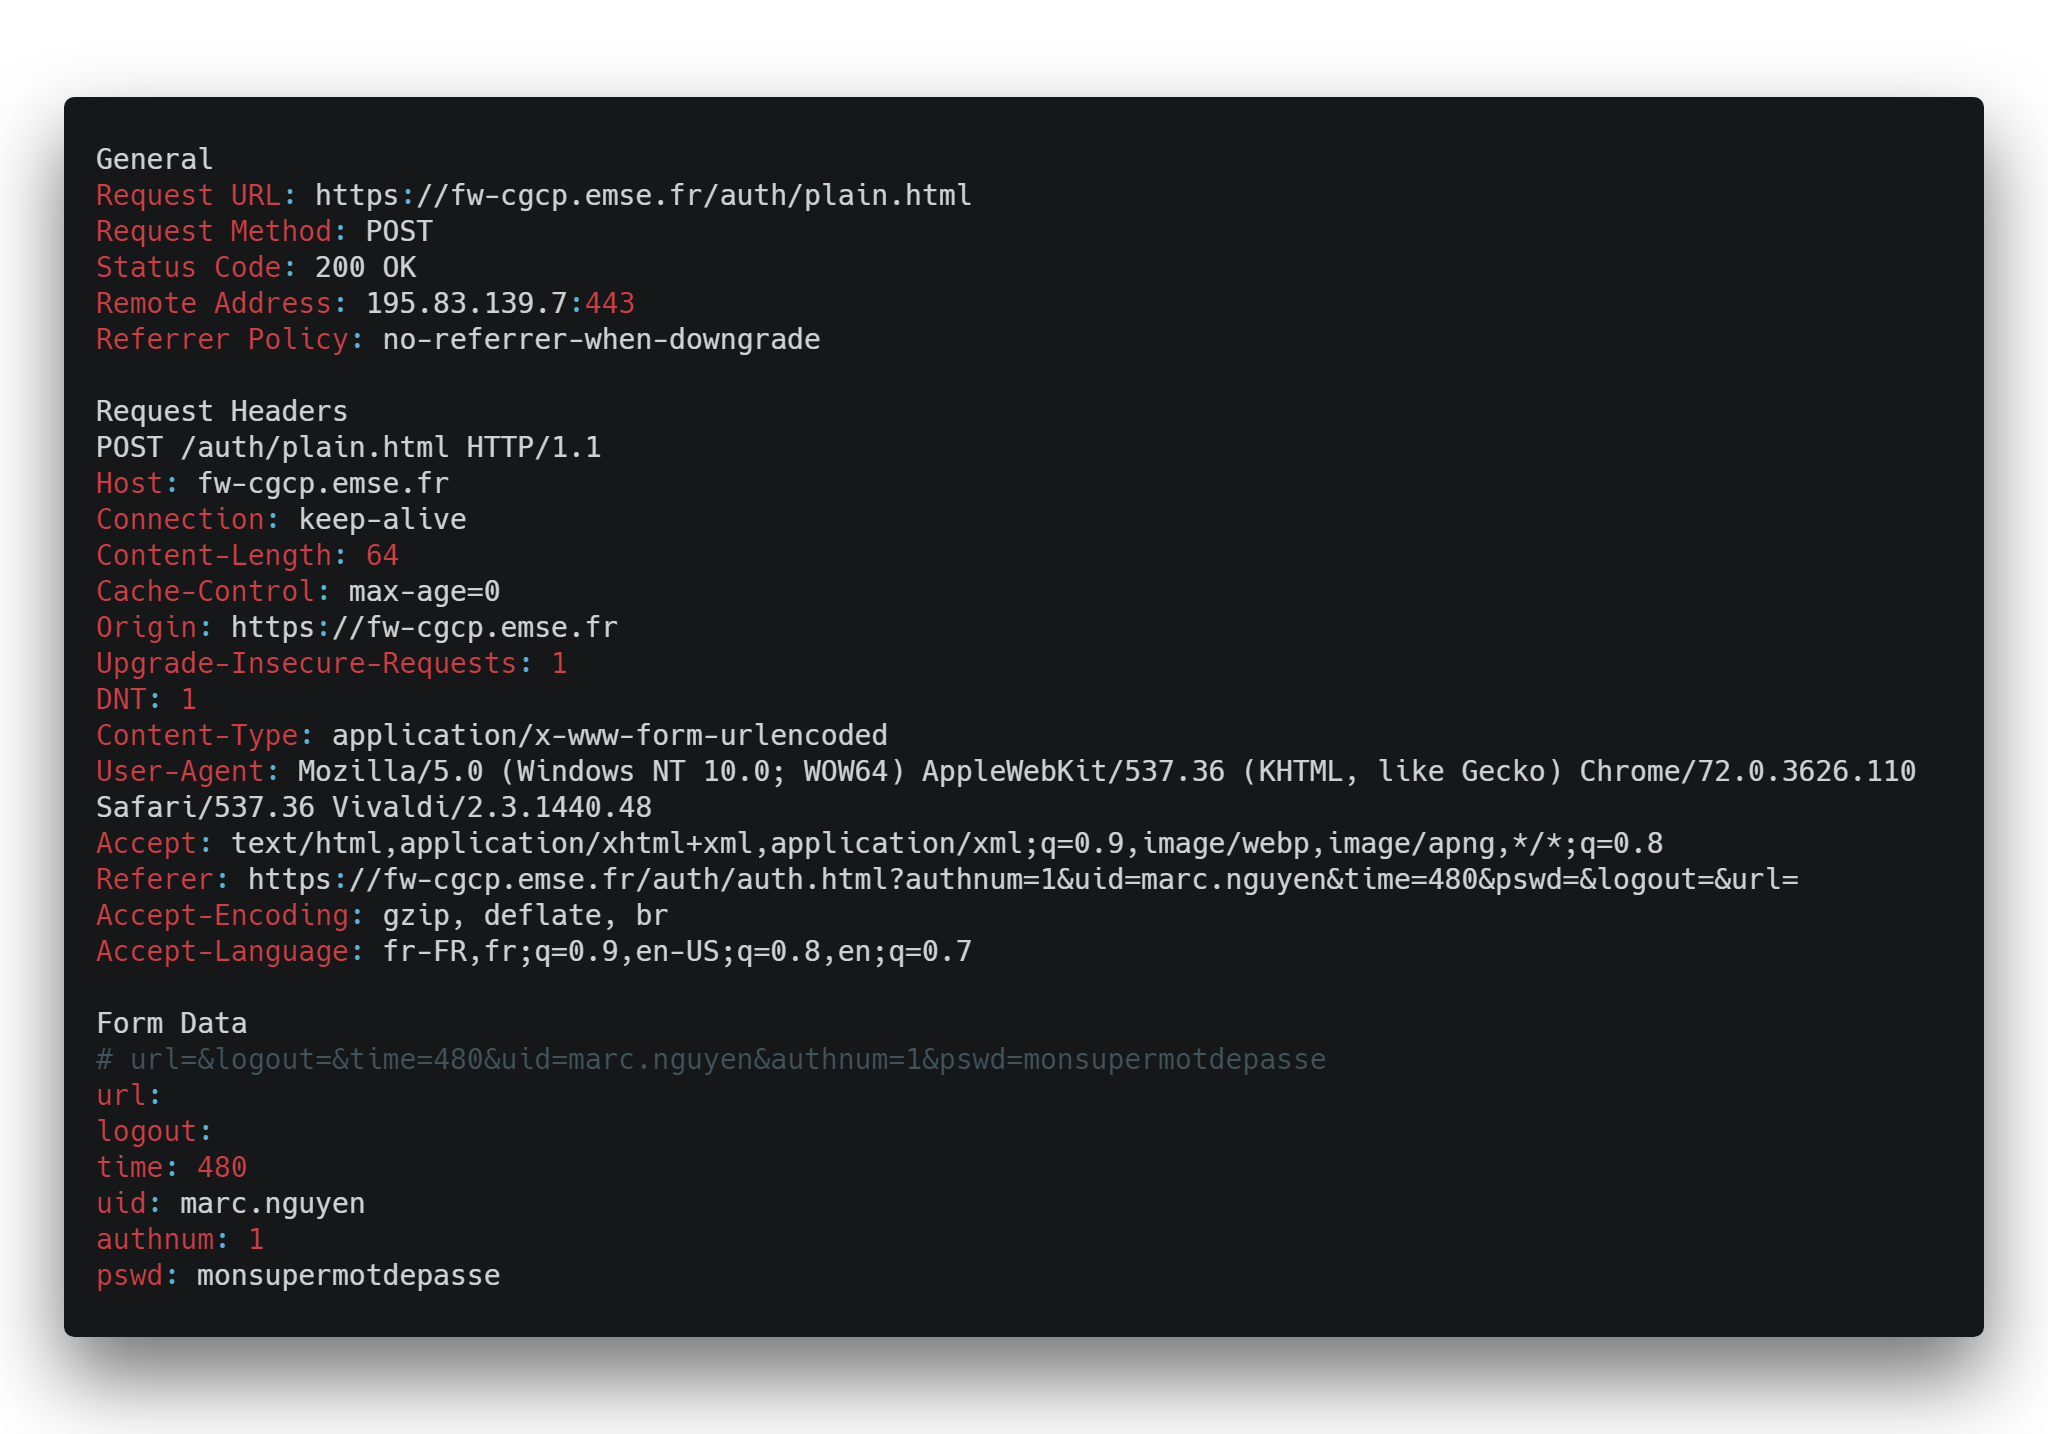 General
Request URL: https://fw-cgcp.emse.fr/auth/plain.html
Request Method: POST
Status Code: 200 OK
Remote Address: 195.83.139.7:443
Referrer Policy: no-referrer-when-downgrade

Request Headers
POST /auth/plain.html HTTP/1.1
Host: fw-cgcp.emse.fr
Connection: keep-alive
Content-Length: 64
Cache-Control: max-age=0
Origin: https://fw-cgcp.emse.fr
Upgrade-Insecure-Requests: 1
DNT: 1
Content-Type: application/x-www-form-urlencoded
User-Agent: Mozilla/5.0 (Windows NT 10.0; WOW64) AppleWebKit/537.36 (KHTML, like Gecko) Chrome/72.0.3626.110
Safari/537.36 Vivaldi/2.3.1440.48
Accept: text/html,application/xhtml+xml,application/xml;q=0.9,image/webp,image/apng,*/*;q=0.8
Referer: https://fw-cgcp.emse.fr/auth/auth.html?authnum=1&uid=marc.nguyen&time=480&pswd=&logout=&url=
Accept-Encoding: gzip, deflate, br
Accept-Language: fr-FR,fr;q=0.9,en-US;q=0.8,en;q=0.7

Form Data
# url=&logout=&time=480&uid=marc.nguyen&authnum=1&pswd=monsupermotdepasse
url:
logout:
time: 480
uid: marc.nguyen
authnum: 1
pswd: monsupermotdepasse